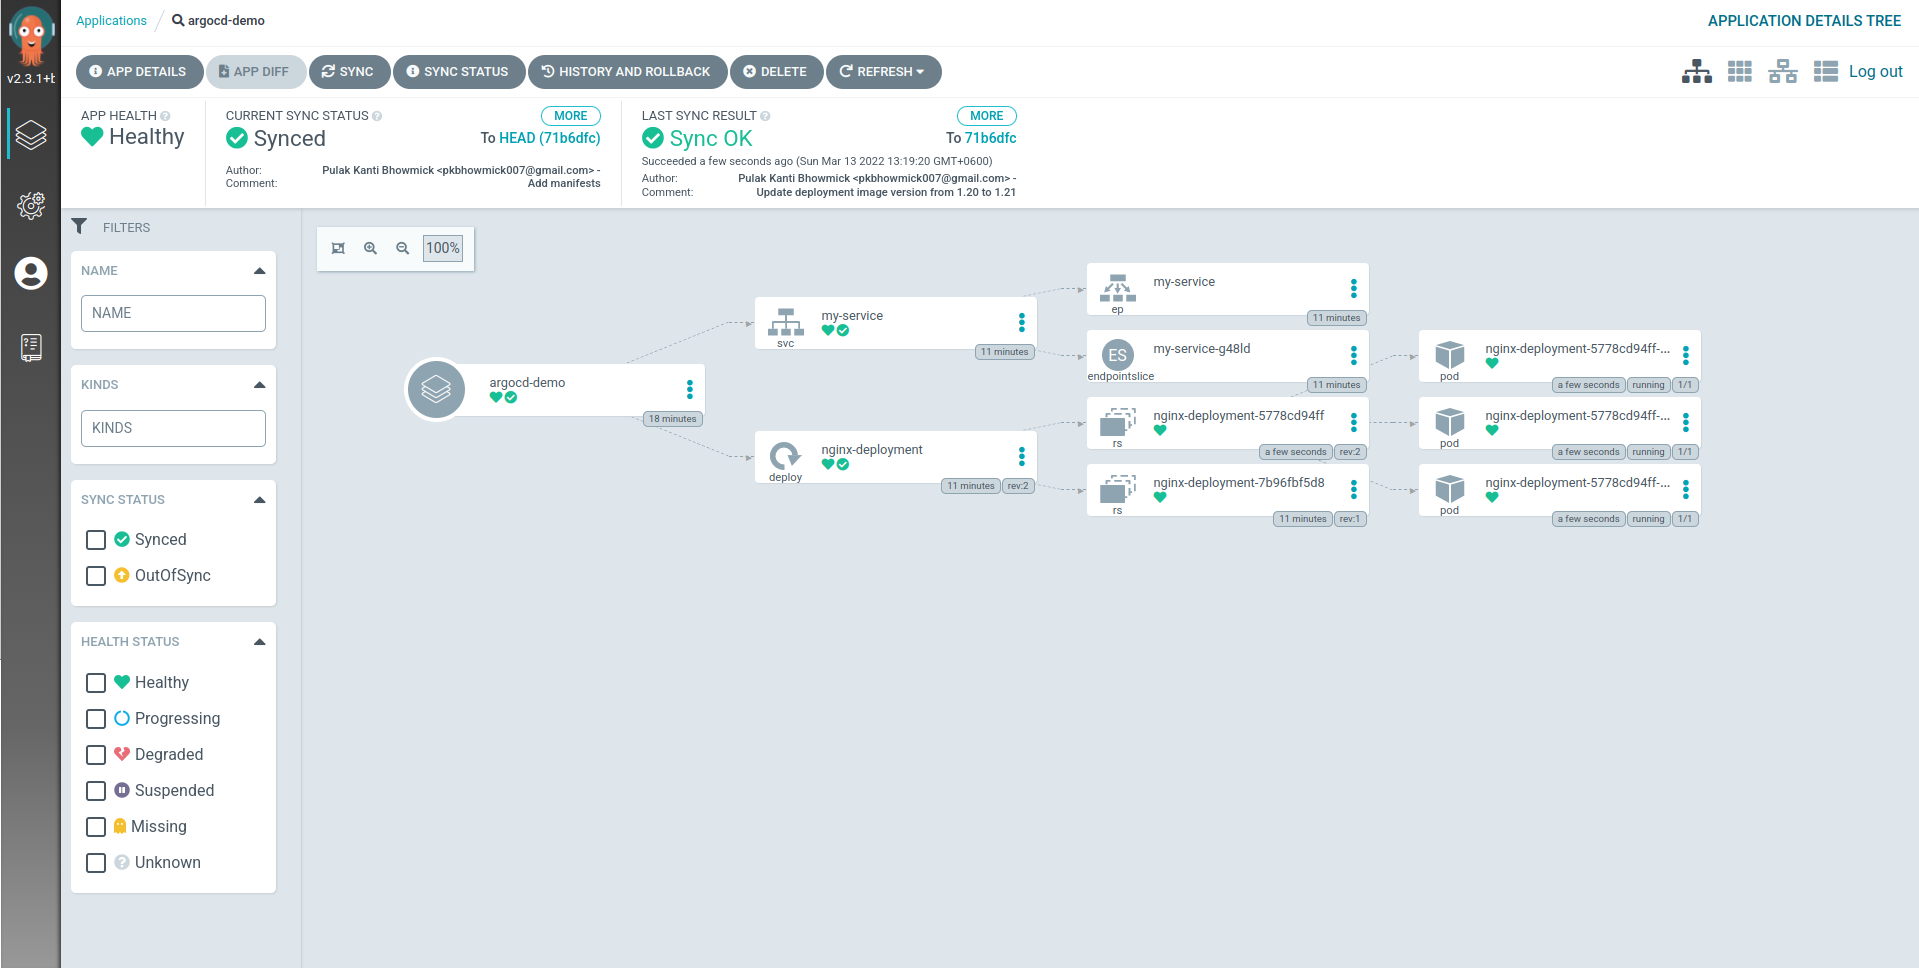 Applications
argocd-demo
APPLICATION DETAILS TREE
v2.3.1+b
APP DETAILS
APP DIFF
SYNC
SYNC STATUS
HISTORY AND ROLLBACK
DELETE
REFRESH
Log out
APP HEALTH
Healthy
CURRENT SYNC STATUS
MORE
Synced
To HEAD (71b6dfc)
Author: Pulak Kanti Bhowmick <pkbhowmick007@gmail.com> -
Comment: Add manifests
LAST SYNC RESULT
MORE
Sync OK
To 71b6dfc
Succeeded a few seconds ago (Sun Mar 13 2022 13:19:20 GMT+0600)
Author: Pulak Kanti Bhowmick <pkbhowmick007@gmail.com> -
Comment: Update deployment image version from 1.20 to 1.21
FILTERS
NAME
NAME
KINDS
KINDS
SYNC STATUS
Synced
OutOfSync
HEALTH STATUS
Healthy
Progressing
Degraded
Suspended
Missing
Unknown
100%
argocd-demo
18 minutes
my-service
svc
11 minutes
nginx-deployment
deploy
11 minutes
rev:2
my-service
ep
11 minutes
ES
my-service-g48ld
endpointslice
11 minutes
nginx-deployment-5778cd94ff
rs
a few seconds
rev:2
nginx-deployment-7b96fbf5d8
rs
11 minutes
rev:1
nginx-deployment-5778cd94ff-...
pod
a few seconds
running
1/1
nginx-deployment-5778cd94ff-...
pod
a few seconds
running
1/1
nginx-deployment-5778cd94ff-...
pod
a few seconds
running
1/1